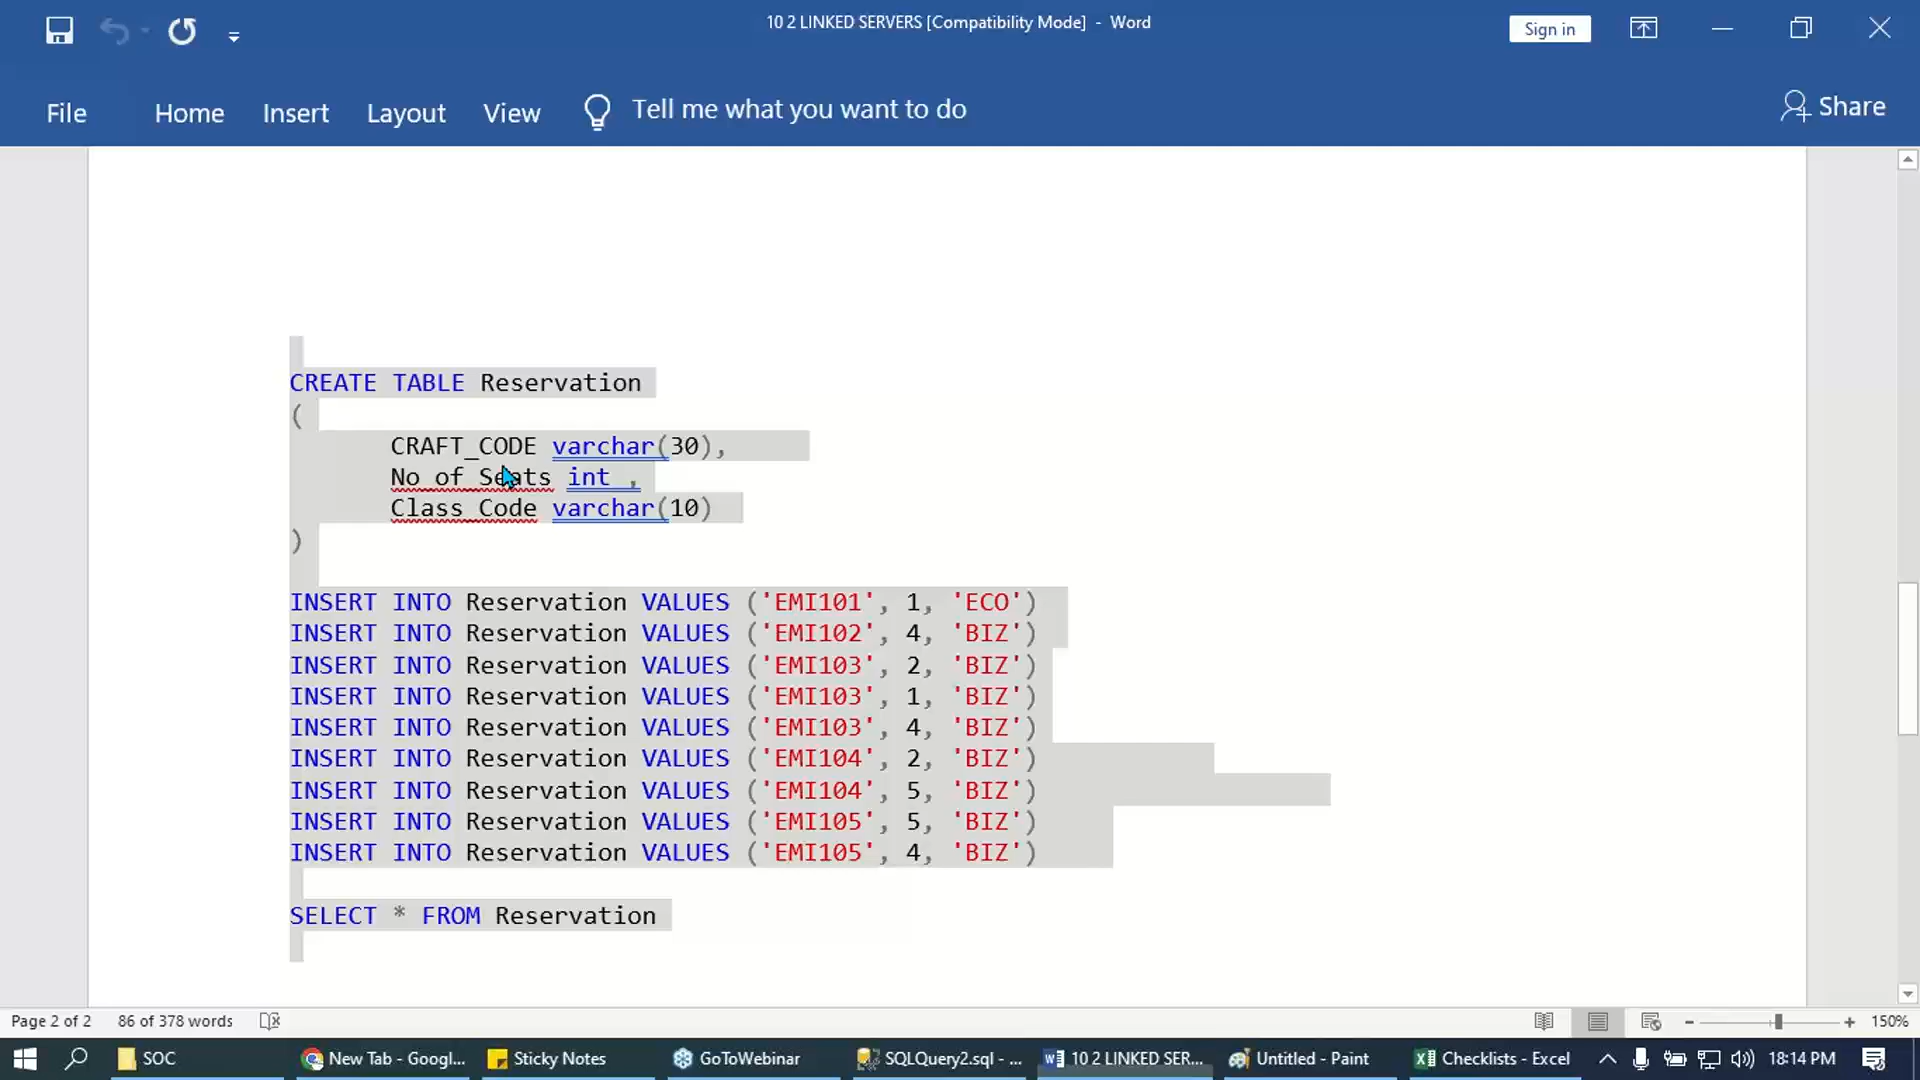 10 2 LINKED SERVERS [Compatibility Mode] - Word
Sign in
File Home Insert Layout View Tell me what you want to do
Share
CREATE TABLE Reservation
(
CRAFT_CODE varchar(30),
No_of_Seats int ,
Class_Code varchar(10)
)
INSERT INTO Reservation VALUES ('EMI101', 1, 'ECO')
INSERT INTO Reservation VALUES ('EMI102', 4, 'BIZ')
INSERT INTO Reservation VALUES ('EMI103', 2, 'BIZ')
INSERT INTO Reservation VALUES ('EMI103', 1, 'BIZ')
INSERT INTO Reservation VALUES ('EMI103', 4, 'BIZ')
INSERT INTO Reservation VALUES ('EMI104', 2, 'BIZ')
INSERT INTO Reservation VALUES ('EMI104', 5, 'BIZ')
INSERT INTO Reservation VALUES ('EMI105', 5, 'BIZ')
INSERT INTO Reservation VALUES ('EMI105', 4, 'BIZ')
SELECT * FROM Reservation
Page 2 of 2 86 of 378 words 150%
SOC New Tab - Googl... Sticky Notes GoToWebinar SQLQuery2.sql - ... 10 2 LINKED SER... Untitled - Paint Checklists - Excel 18:14 PM